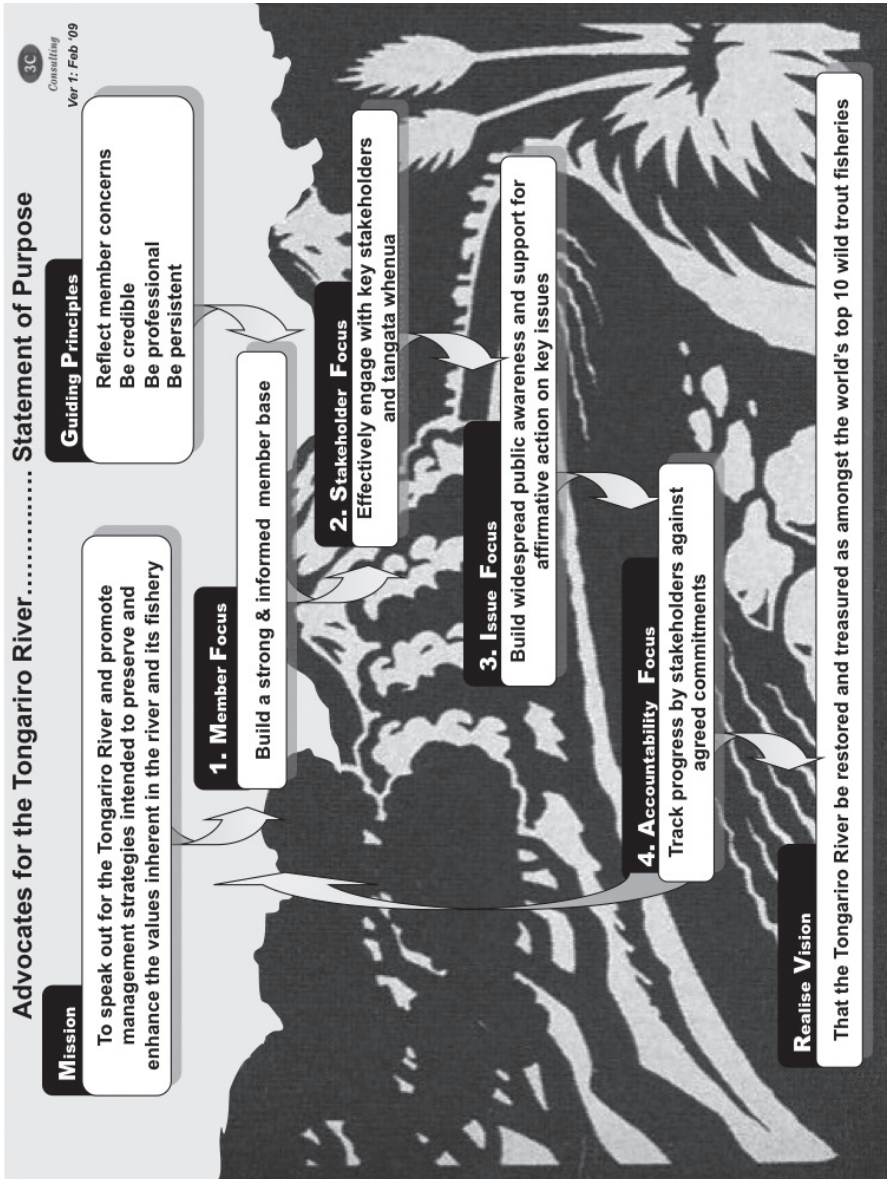 Advocates for the Tongariro River............... Statement of Purpose
3C
Consulting
Ver 1: Feb '09
Mission
To speak out for the Tongariro River and promote
management strategies intended to preserve and
enhance the values inherent in the river and its fishery
Guiding Principles
Reflect member concerns
Be credible
Be professional
Be persistent
1. Member Focus
Build a strong & informed member base
2. Stakeholder Focus
Effectively engage with key stakeholders
and tangata whenua
3. Issue Focus
Build widespread public awareness and support for
affirmative action on key issues
4. Accountability Focus
Track progress by stakeholders against
agreed commitments
Realise Vision
That the Tongariro River be restored and treasured as amongst the world's top 10 wild trout fisheries